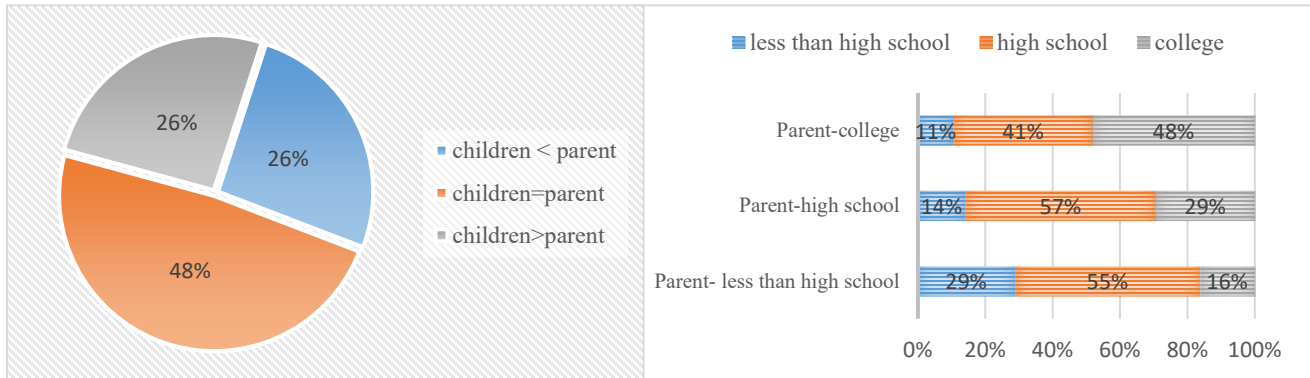 26%
26%
48%
children < parent
children=parent
children>parent
less than high school high school college
Parent-college 11% 41% 48%
Parent-high school 14% 57% 29%
Parent- less than high school 29% 55% 16%
0% 20% 40% 60% 80% 100%